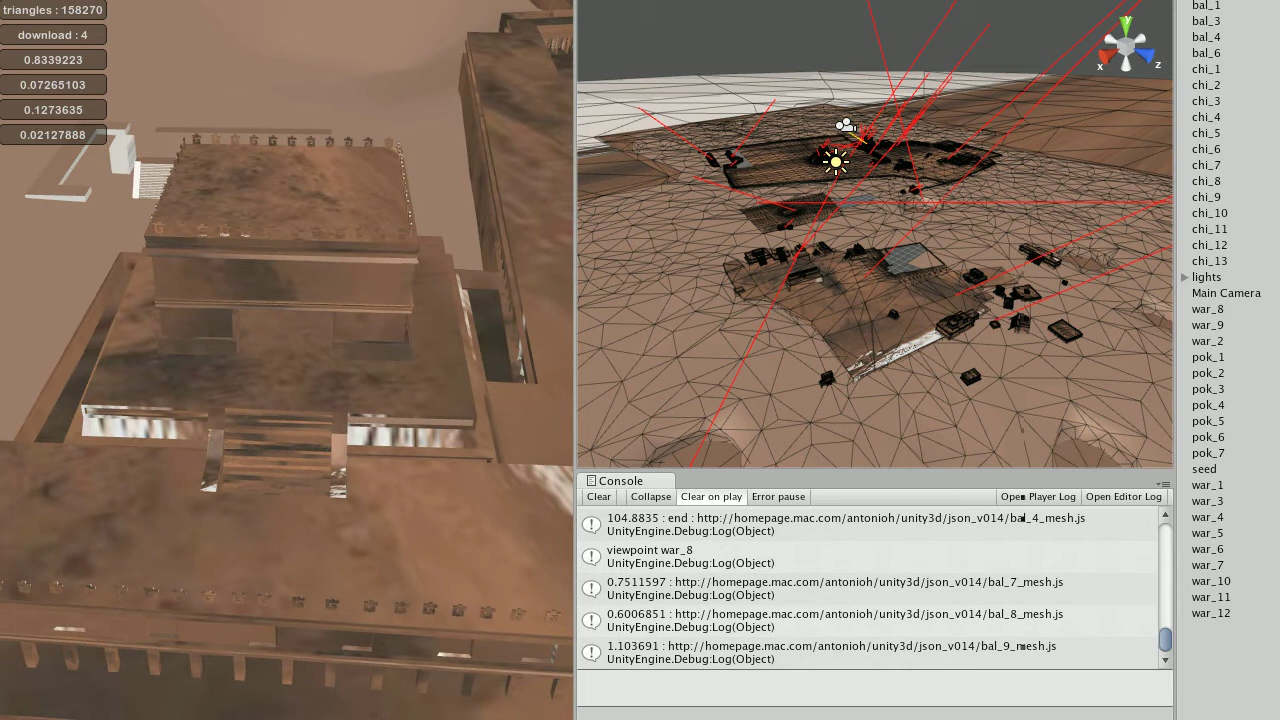 triangles : 158270
download : 4
0.8339223
0.07265103
0.1273635
0.02127888
y
x
z
Console
Clear
Collapse
Clear on play
Error pause
Open Player Log
Open Editor Log
104.8835 : end : http://homepage.mac.com/antonioh/unity3d/json_v014/bal_4_mesh.js
UnityEngine.Debug:Log(Object)
viewpoint war_8
UnityEngine.Debug:Log(Object)
0.7511597 : http://homepage.mac.com/antonioh/unity3d/json_v014/bal_7_mesh.js
UnityEngine.Debug:Log(Object)
0.6006851 : http://homepage.mac.com/antonioh/unity3d/json_v014/bal_8_mesh.js
UnityEngine.Debug:Log(Object)
1.103691 : http://homepage.mac.com/antonioh/unity3d/json_v014/bal_9_mesh.js
UnityEngine.Debug:Log(Object)
bal_1
bal_3
bal_4
bal_6
chi_1
chi_2
chi_3
chi_4
chi_5
chi_6
chi_7
chi_8
chi_9
chi_10
chi_11
chi_12
chi_13
lights
Main Camera
war_8
war_9
war_2
pok_1
pok_2
pok_3
pok_4
pok_5
pok_6
pok_7
seed
war_1
war_3
war_4
war_5
war_6
war_7
war_10
war_11
war_12